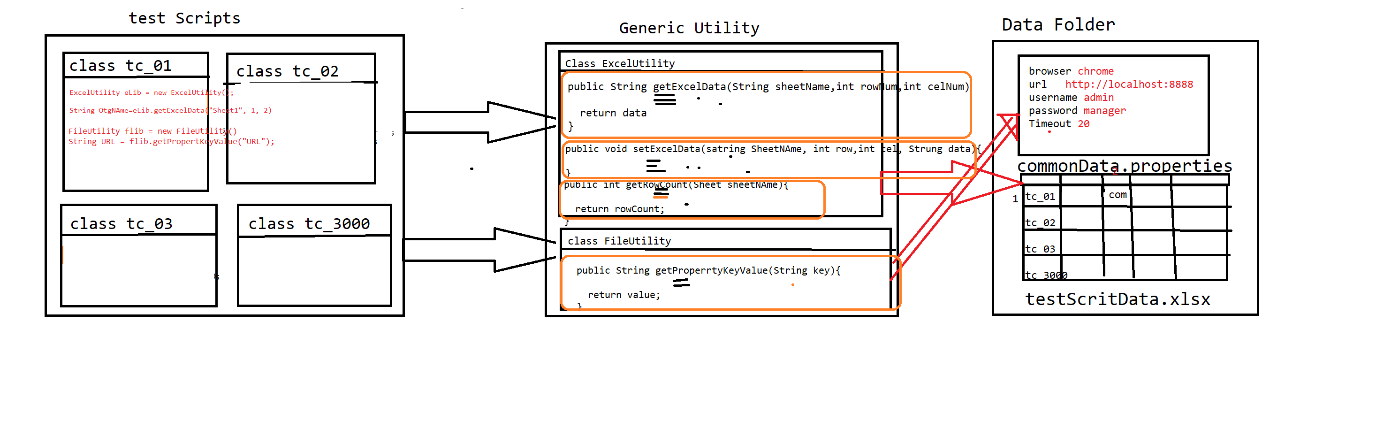 test Scripts
class tc_01
ExcelUtility eLib = new ExcelUtility();
String OtgNAme=eLib.getExcelData("Sheet1", 1, 2)
FileUtility flib = new FileUtility()
String URL = flib.getPropertKeyValue("URL");
class tc_02
class tc_03
class tc_3000
Generic Utility
Class ExcelUtility
public String getExcelData(String sheetName,int rowNum,int celNum)
return data
}
public void setExcelData(satring SheetNAme, int row,int cel, Strung data){
}
public int getRowCount(Sheet sheetNAme){
return rowCount;
}
class FileUtility
public String getProperrtyKeyValue(String key){
return value;
}
Data Folder
browser chrome
url http://localhost:8888
username admin
password manager
Timeout 20
commonData.properties
1 tc_01 com
tc_02
tc_03
tc_3000
testScritData.xlsx